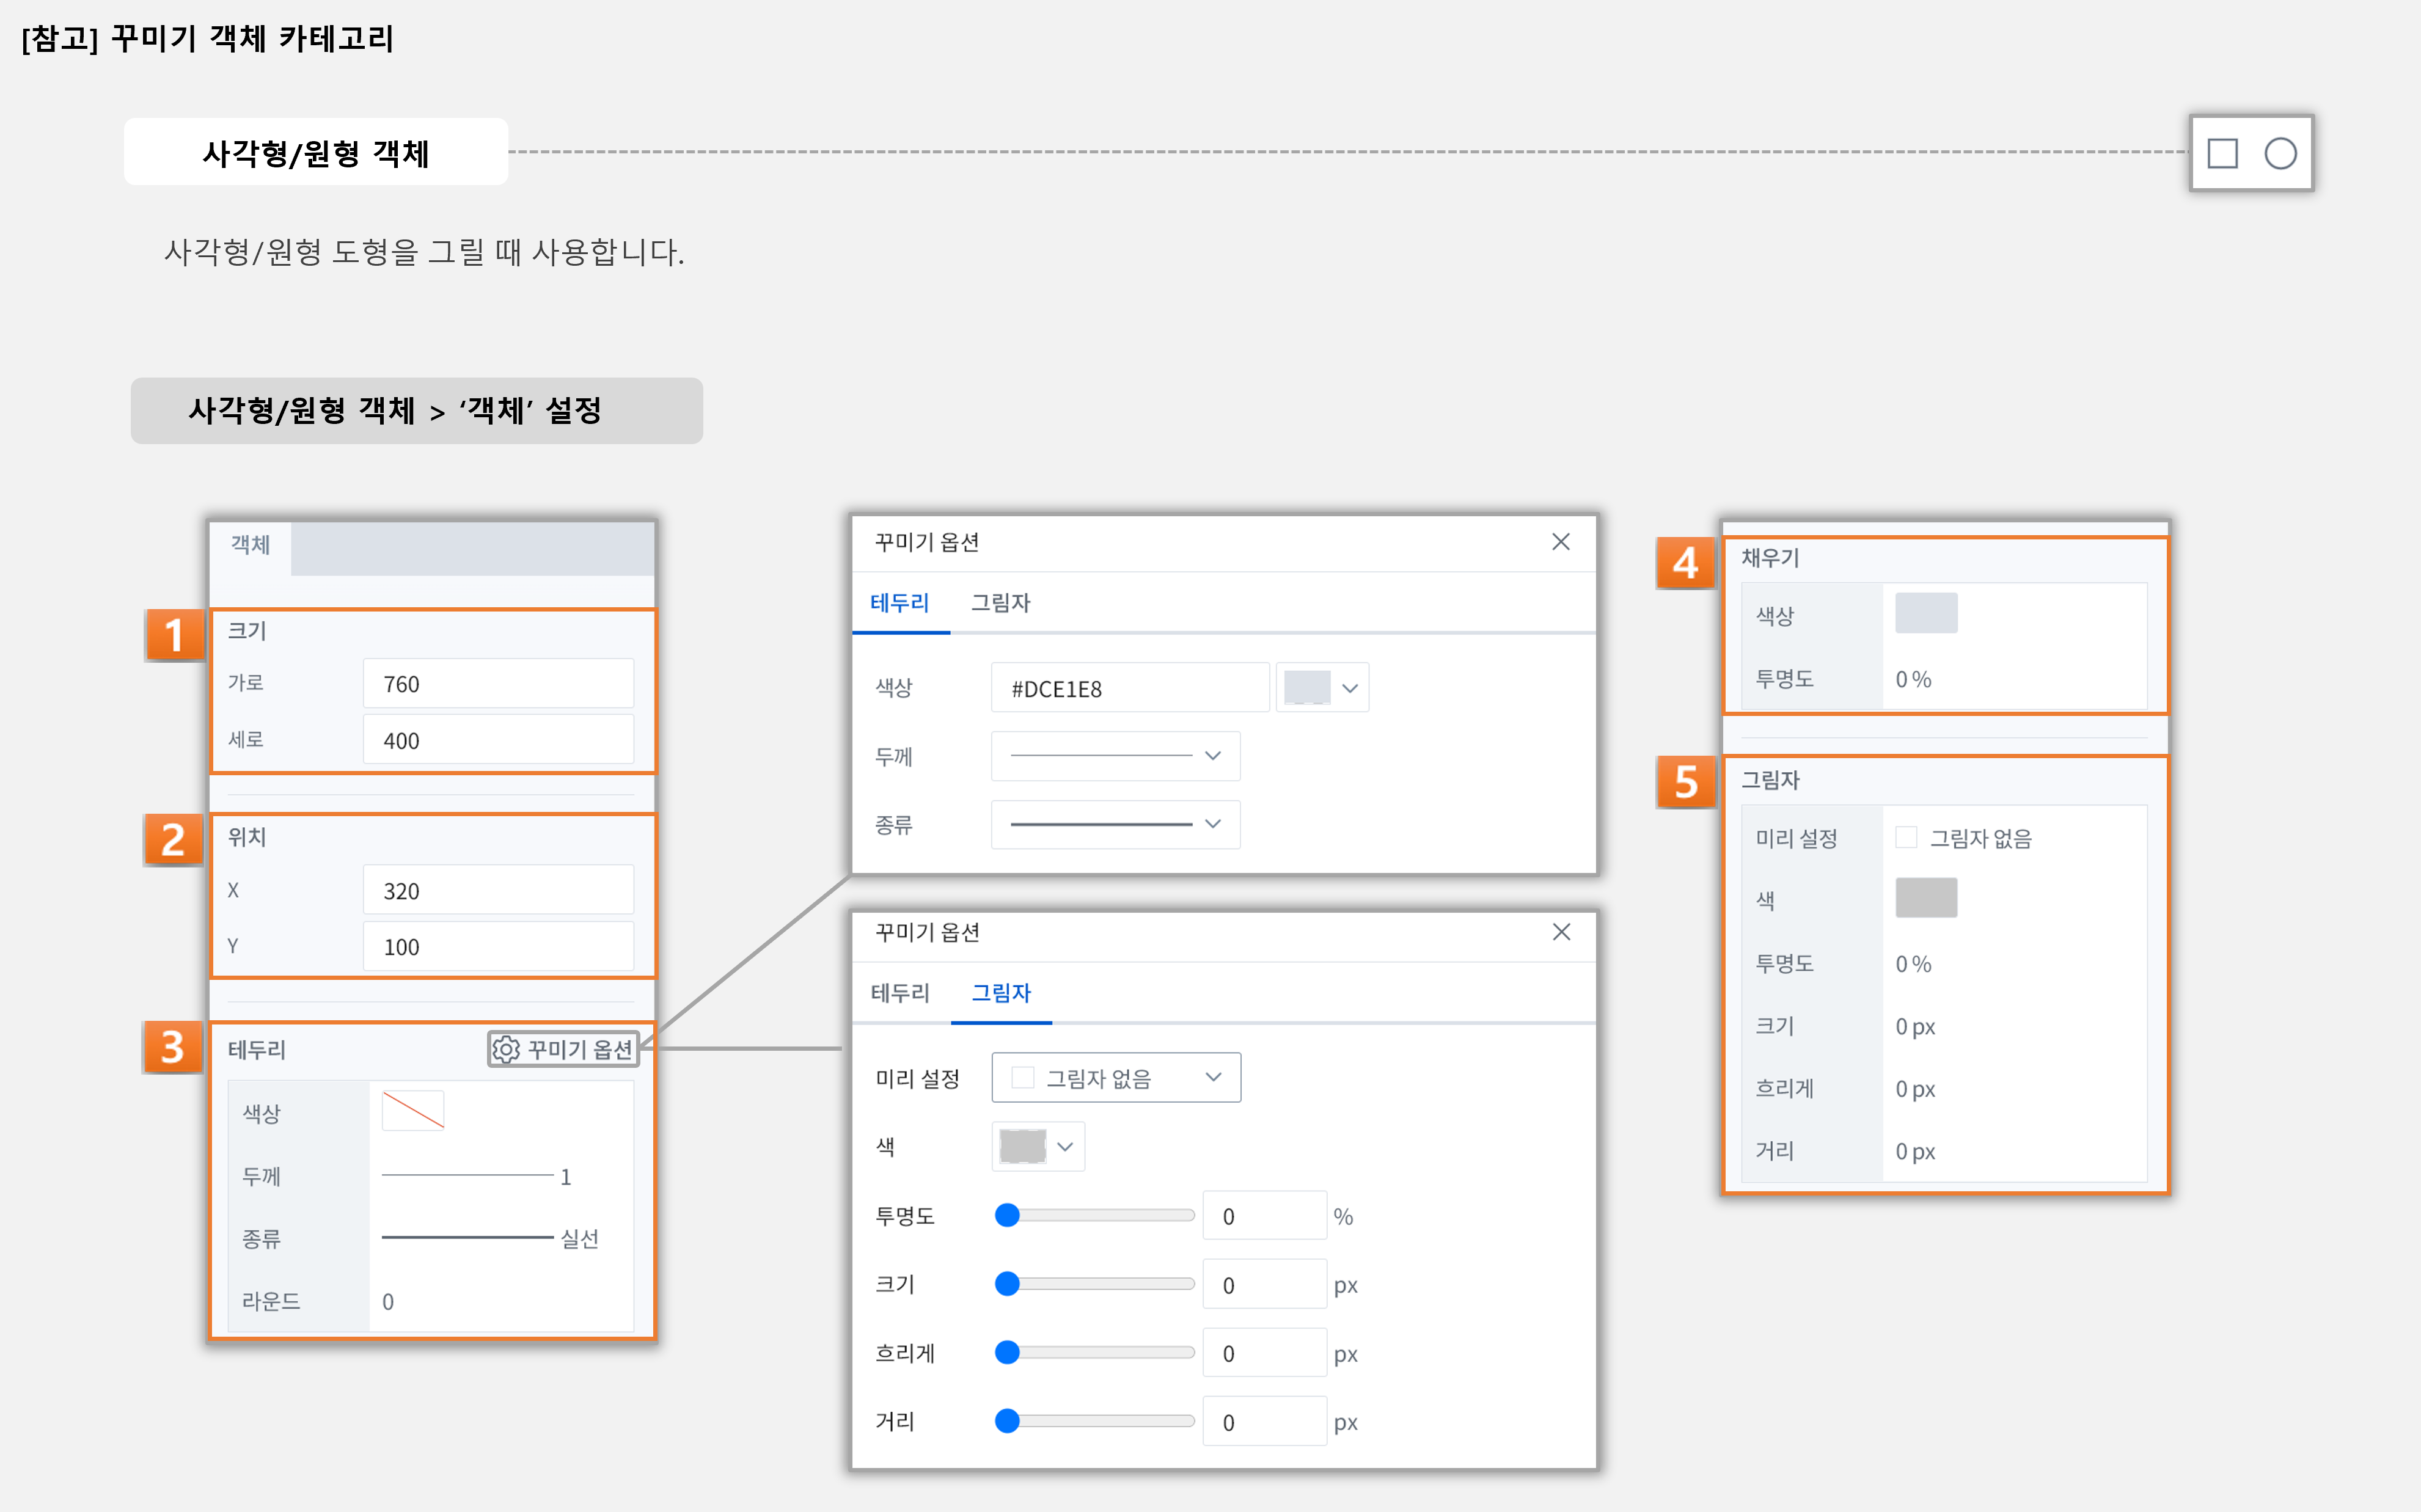 [참고] 꾸미기 객체 카테고리
사각형/원형 객체
사각형/원형 도형을 그릴 때 사용합니다.
사각형/원형 객체 > ‘객체’ 설정
객체
1
크기
가로 760
세로 400
2
위치
X 320
Y 100
3
테두리 꾸미기 옵션
색상
두께 1
종류 실선
라운드 0
꾸미기 옵션
테두리 그림자
색상 #DCE1E8
두께
종류
꾸미기 옵션
테두리 그림자
미리 설정 그림자 없음
색
투명도 0 %
크기 0 px
흐리게 0 px
거리 0 px
4
채우기
색상
투명도 0 %
5
그림자
미리 설정 그림자 없음
색
투명도 0 %
크기 0 px
흐리게 0 px
거리 0 px